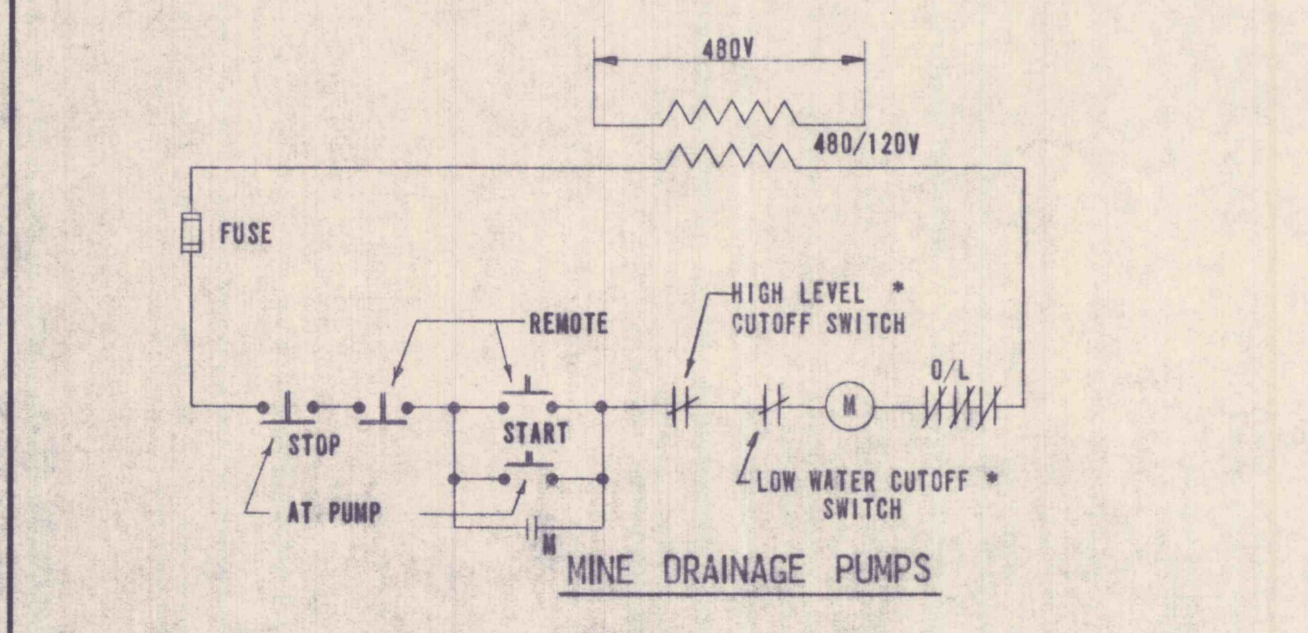 480V
480/120V
FUSE
HIGH LEVEL *
CUTOFF SWITCH
REMOTE
O/L
M
START
STOP
LOW WATER CUTOFF *
SWITCH
AT PUMP
M
MINE DRAINAGE PUMPS